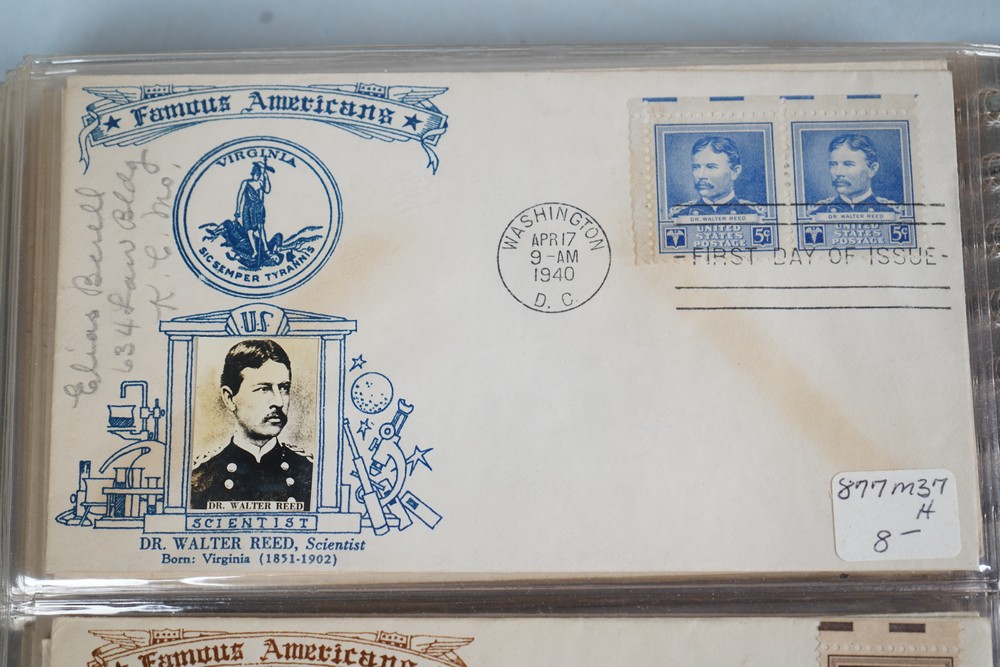 Famous Americans
VIRGINIA
SIC SEMPER TYRANNIS
634 Law Bldg
K. C. Mo.
U.S.
DR. WALTER REED
SCIENTIST
DR. WALTER REED, Scientist
Born: Virginia (1851-1902)
WASHINGTON
APR 17
9-AM
1940
D. C.
DR. WALTER REED
UNITED
STATES
POSTAGE 5¢
DR. WALTER REED
UNITED
STATES
POSTAGE 5¢
-FIRST DAY OF ISSUE-
877 M37
H
8-
Famous Americans